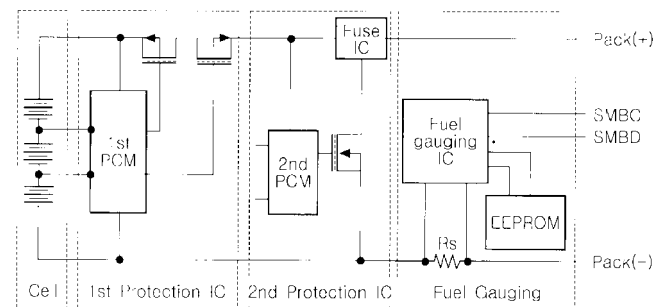 Fuse
IC
Pack(+)
1st
PCM
2nd
PCM
Fuel
gauging
IC
SMBC
SMBD
EEPROM
Rs
Pack(−)
Cell
1st Protection IC
2nd Protection IC
Fuel Gauging